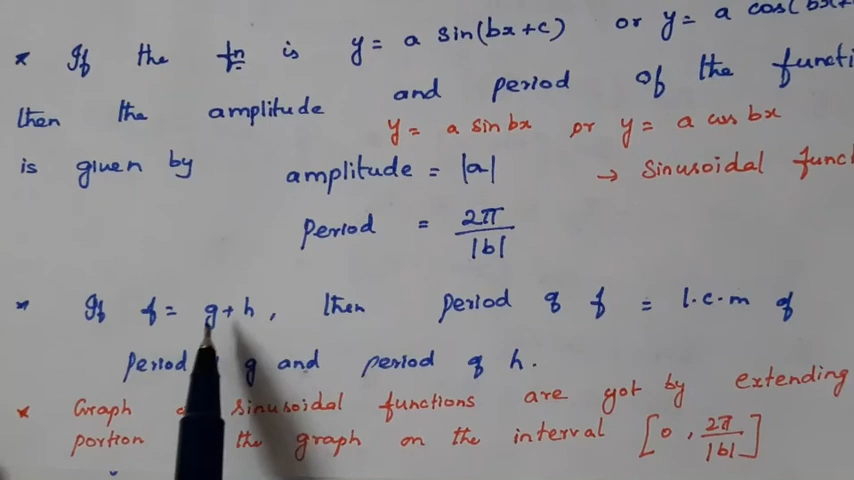 * If the fn is y = a sin(bx+c) or y = a cos(bx+
then the amplitude and period of the functi
y = a sin bx or y = a cos bx
is given by amplitude = |a| → Sinusoidal funct
Period = 2π/|b|
* If f = g+h, then period of f = l.c.m of
Period g and period of h.
* Graph sinusoidal functions are got by extending
portion the graph on the interval [0, 2π/|b|]